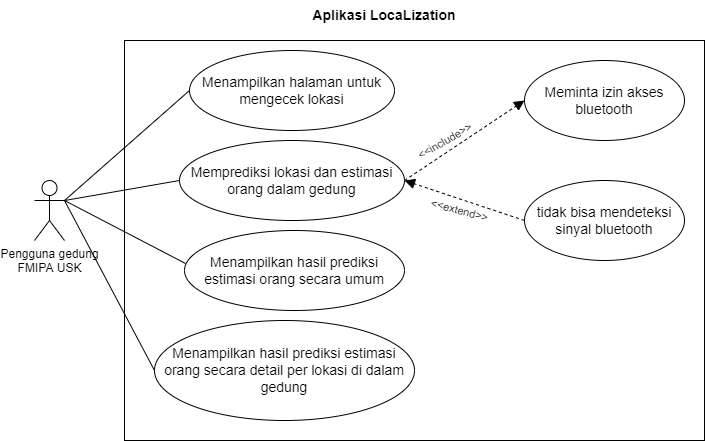 Aplikasi LocaLization
Menampilkan halaman untuk
mengecek lokasi
Meminta izin akses
bluetooth
<<include>>
Memprediksi lokasi dan estimasi
orang dalam gedung
<<extend>>
tidak bisa mendeteksi
sinyal bluetooth
Pengguna gedung
FMIPA USK
Menampilkan hasil prediksi
estimasi orang secara umum
Menampilkan hasil prediksi estimasi
orang secara detail per lokasi di dalam
gedung